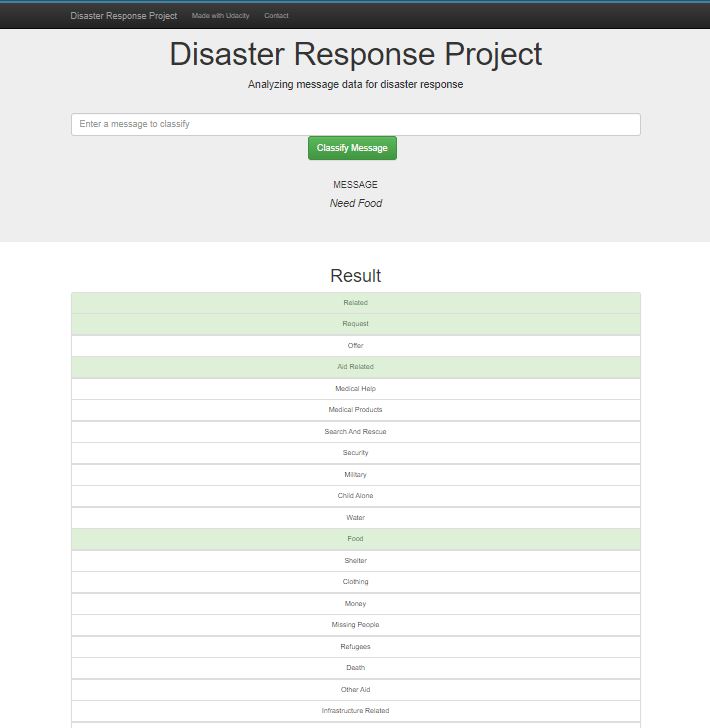 Disaster Response Project Made with Udacity Contact
Disaster Response Project
Analyzing message data for disaster response
Enter a message to classify
Classify Message
MESSAGE
Need Food
Result
Related
Request
Offer
Aid Related
Medical Help
Medical Products
Search And Rescue
Security
Military
Child Alone
Water
Food
Shelter
Clothing
Money
Missing People
Refugees
Death
Other Aid
Infrastructure Related